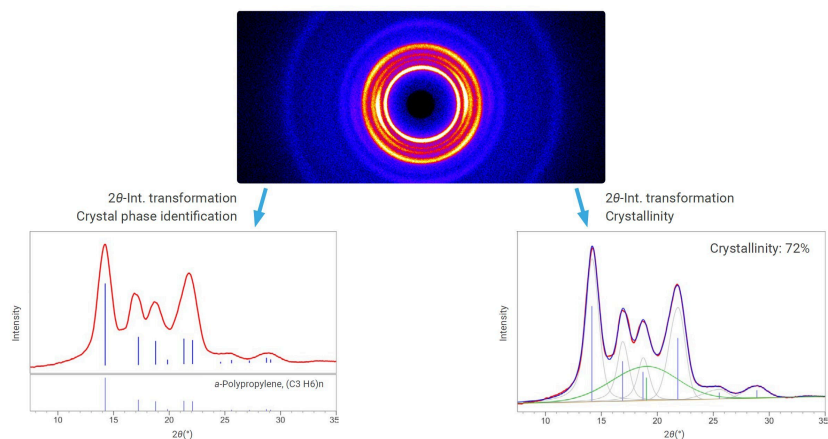 2θ-Int. transformation
Crystal phase identification
2θ-Int. transformation
Crystallinity
Intensity
a-Polypropylene, (C3 H6)n
10
15
20
25
30
35
2θ(°)
Crystallinity: 72%
Intensity
10
15
20
25
30
35
2θ(°)